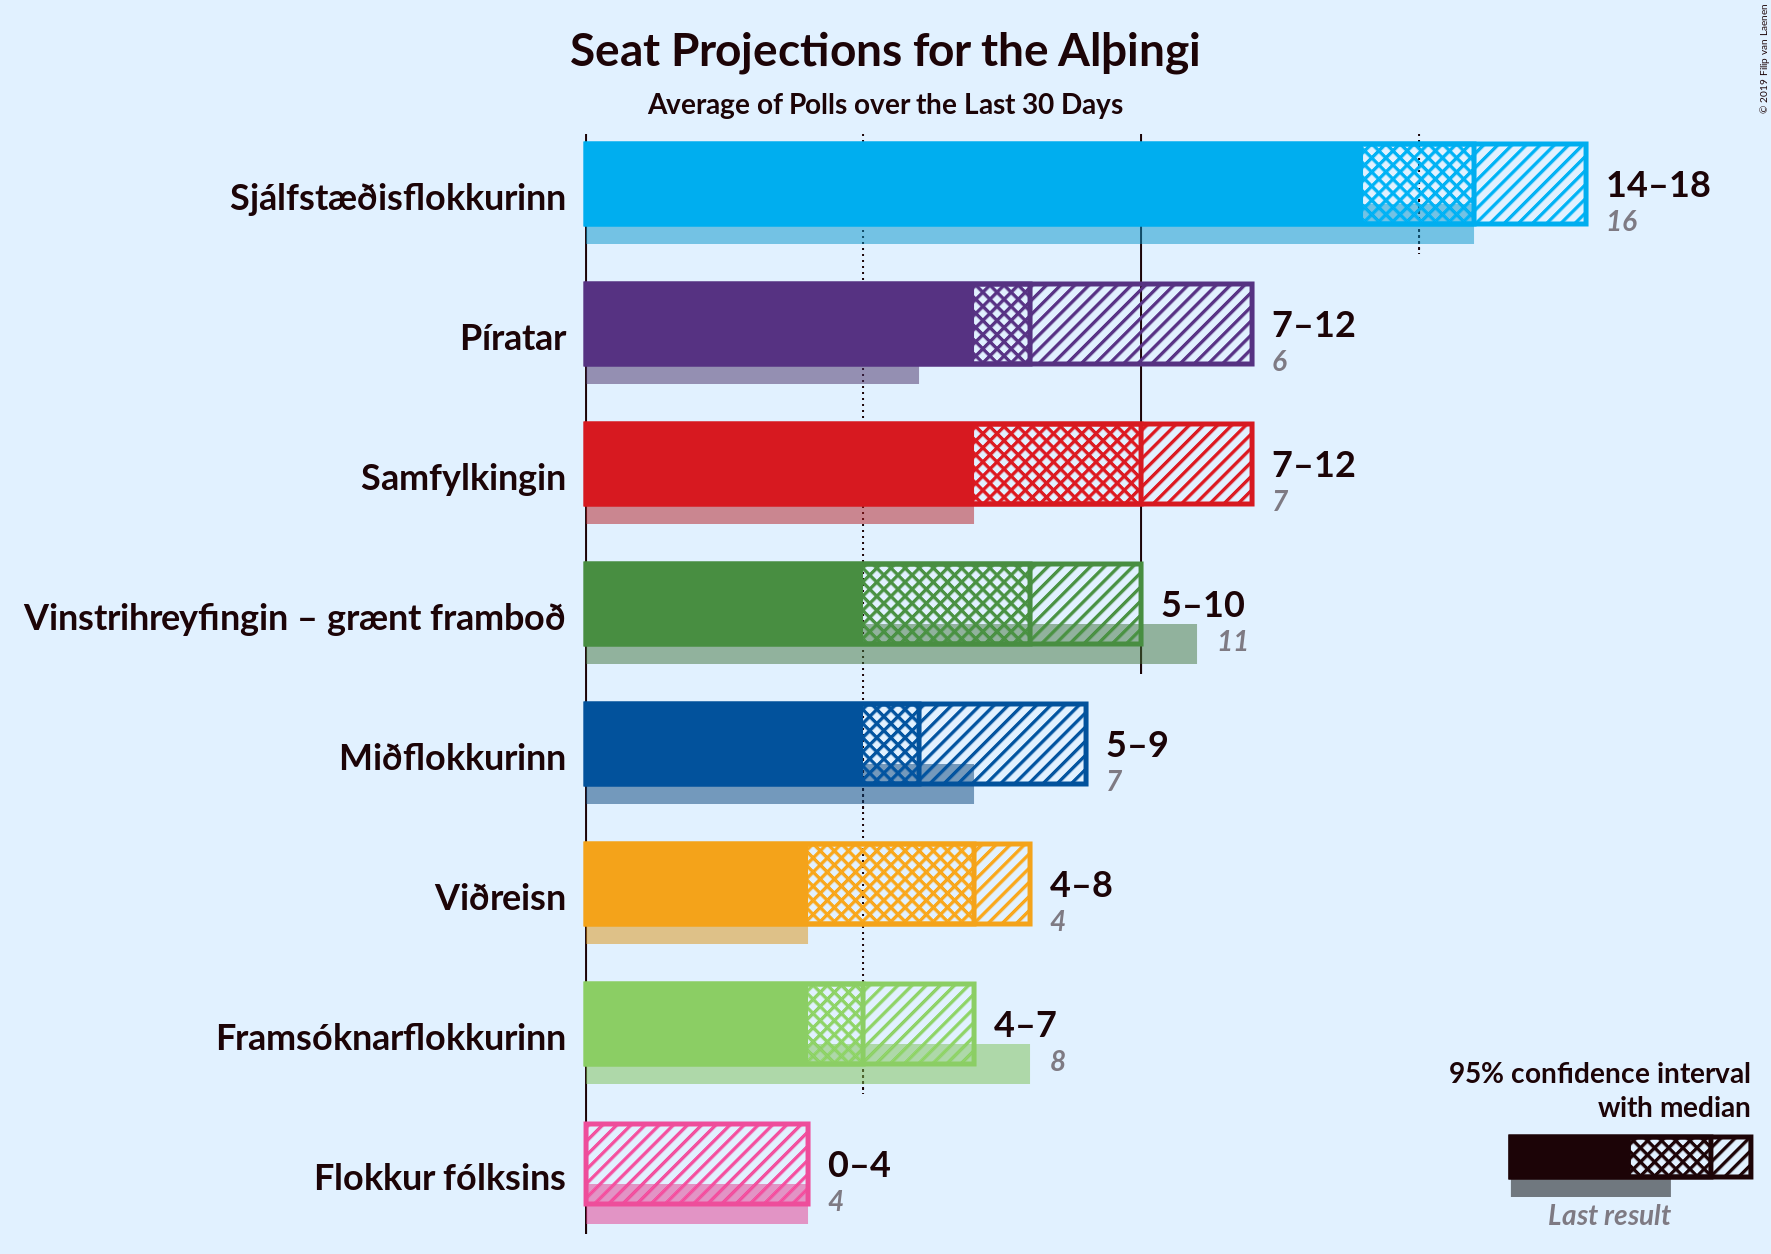 Seat Projections for the Alþingi
Average of Polls over the Last 30 Days
© 2019 Filip van Laenen
Sjálfstæðisflokkurinn
14–18
16
Píratar
7–12
6
Samfylkingin
7–12
7
Vinstrihreyfingin – grænt framboð
5–10
11
Miðflokkurinn
5–9
7
Viðreisn
4–8
4
Framsóknarflokkurinn
4–7
8
Flokkur fólksins
0–4
4
95% confidence interval
with median
Last result